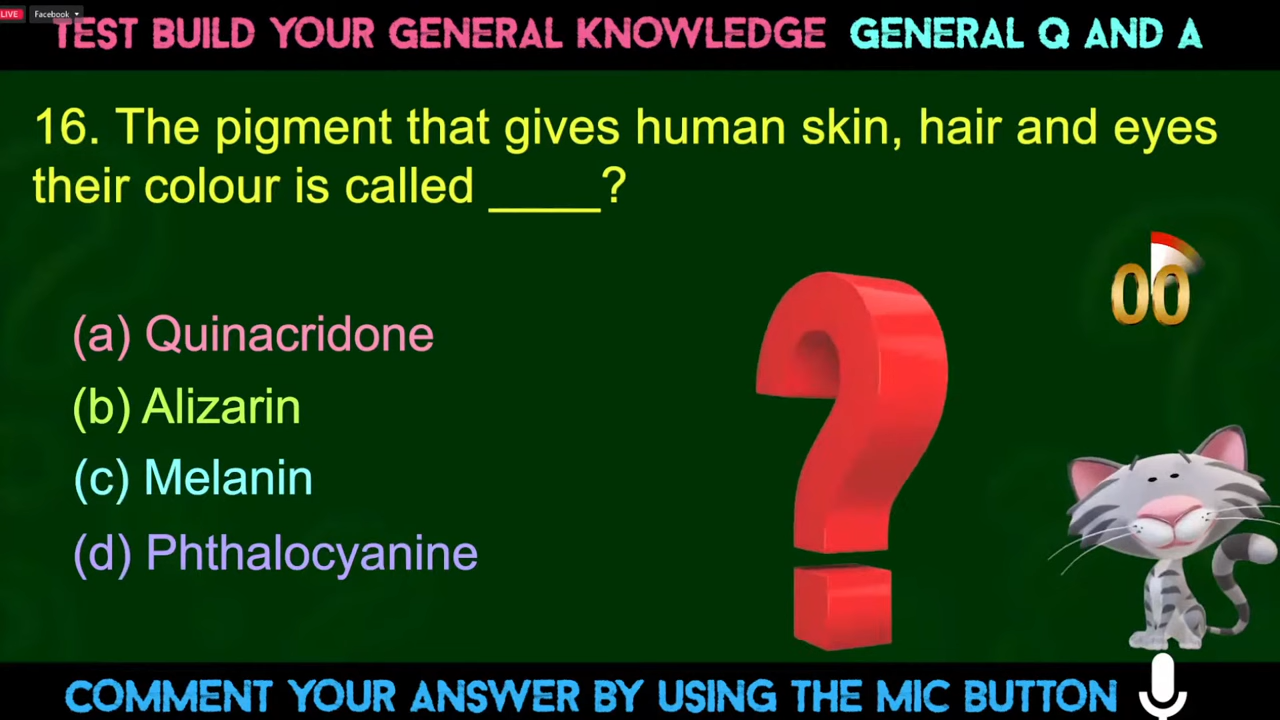 LIVE
Facebook
TEST BUILD YOUR GENERAL KNOWLEDGE GENERAL Q AND A
16. The pigment that gives human skin, hair and eyes
their colour is called ____?
00
(a) Quinacridone
(b) Alizarin
(c) Melanin
(d) Phthalocyanine
COMMENT YOUR ANSWER BY USING THE MIC BUTTON